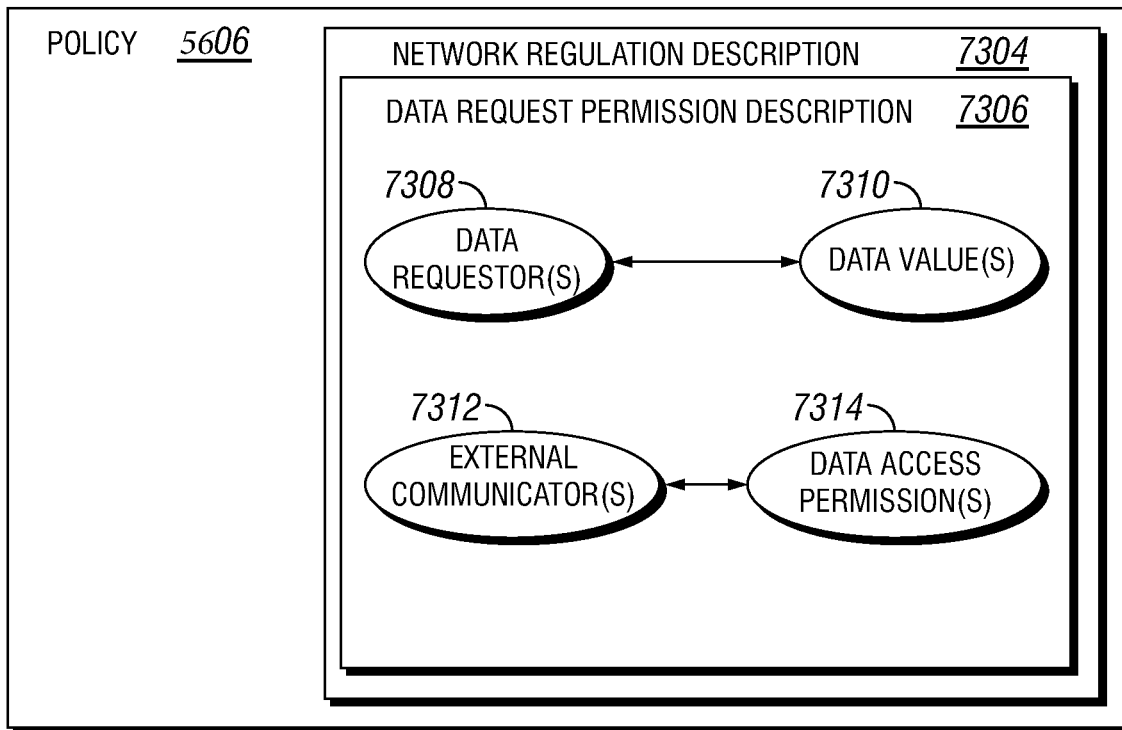 POLICY 5606
NETWORK REGULATION DESCRIPTION 7304
DATA REQUEST PERMISSION DESCRIPTION 7306
7308
7310
DATA
REQUESTOR(S)
DATA VALUE(S)
7312
7314
EXTERNAL
COMMUNICATOR(S)
DATA ACCESS
PERMISSION(S)